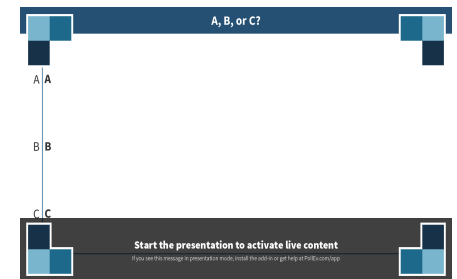 A, B, or C?
A A
B B
C C
Start the presentation to activate live content
If you see this message in presentation mode, install the add-in or get help at PollEv.com/app